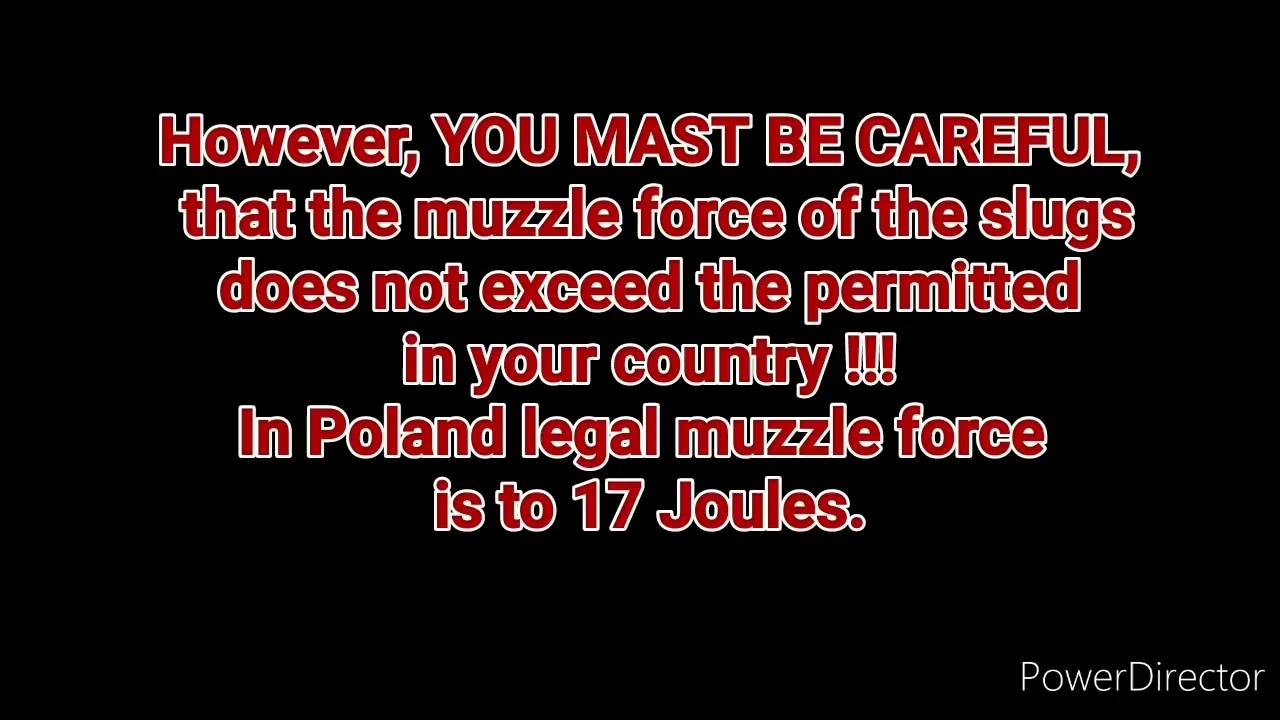 However, YOU MAST BE CAREFUL,
that the muzzle force of the slugs
does not exceed the permitted
in your country !!!
In Poland legal muzzle force
is to 17 Joules.
PowerDirector